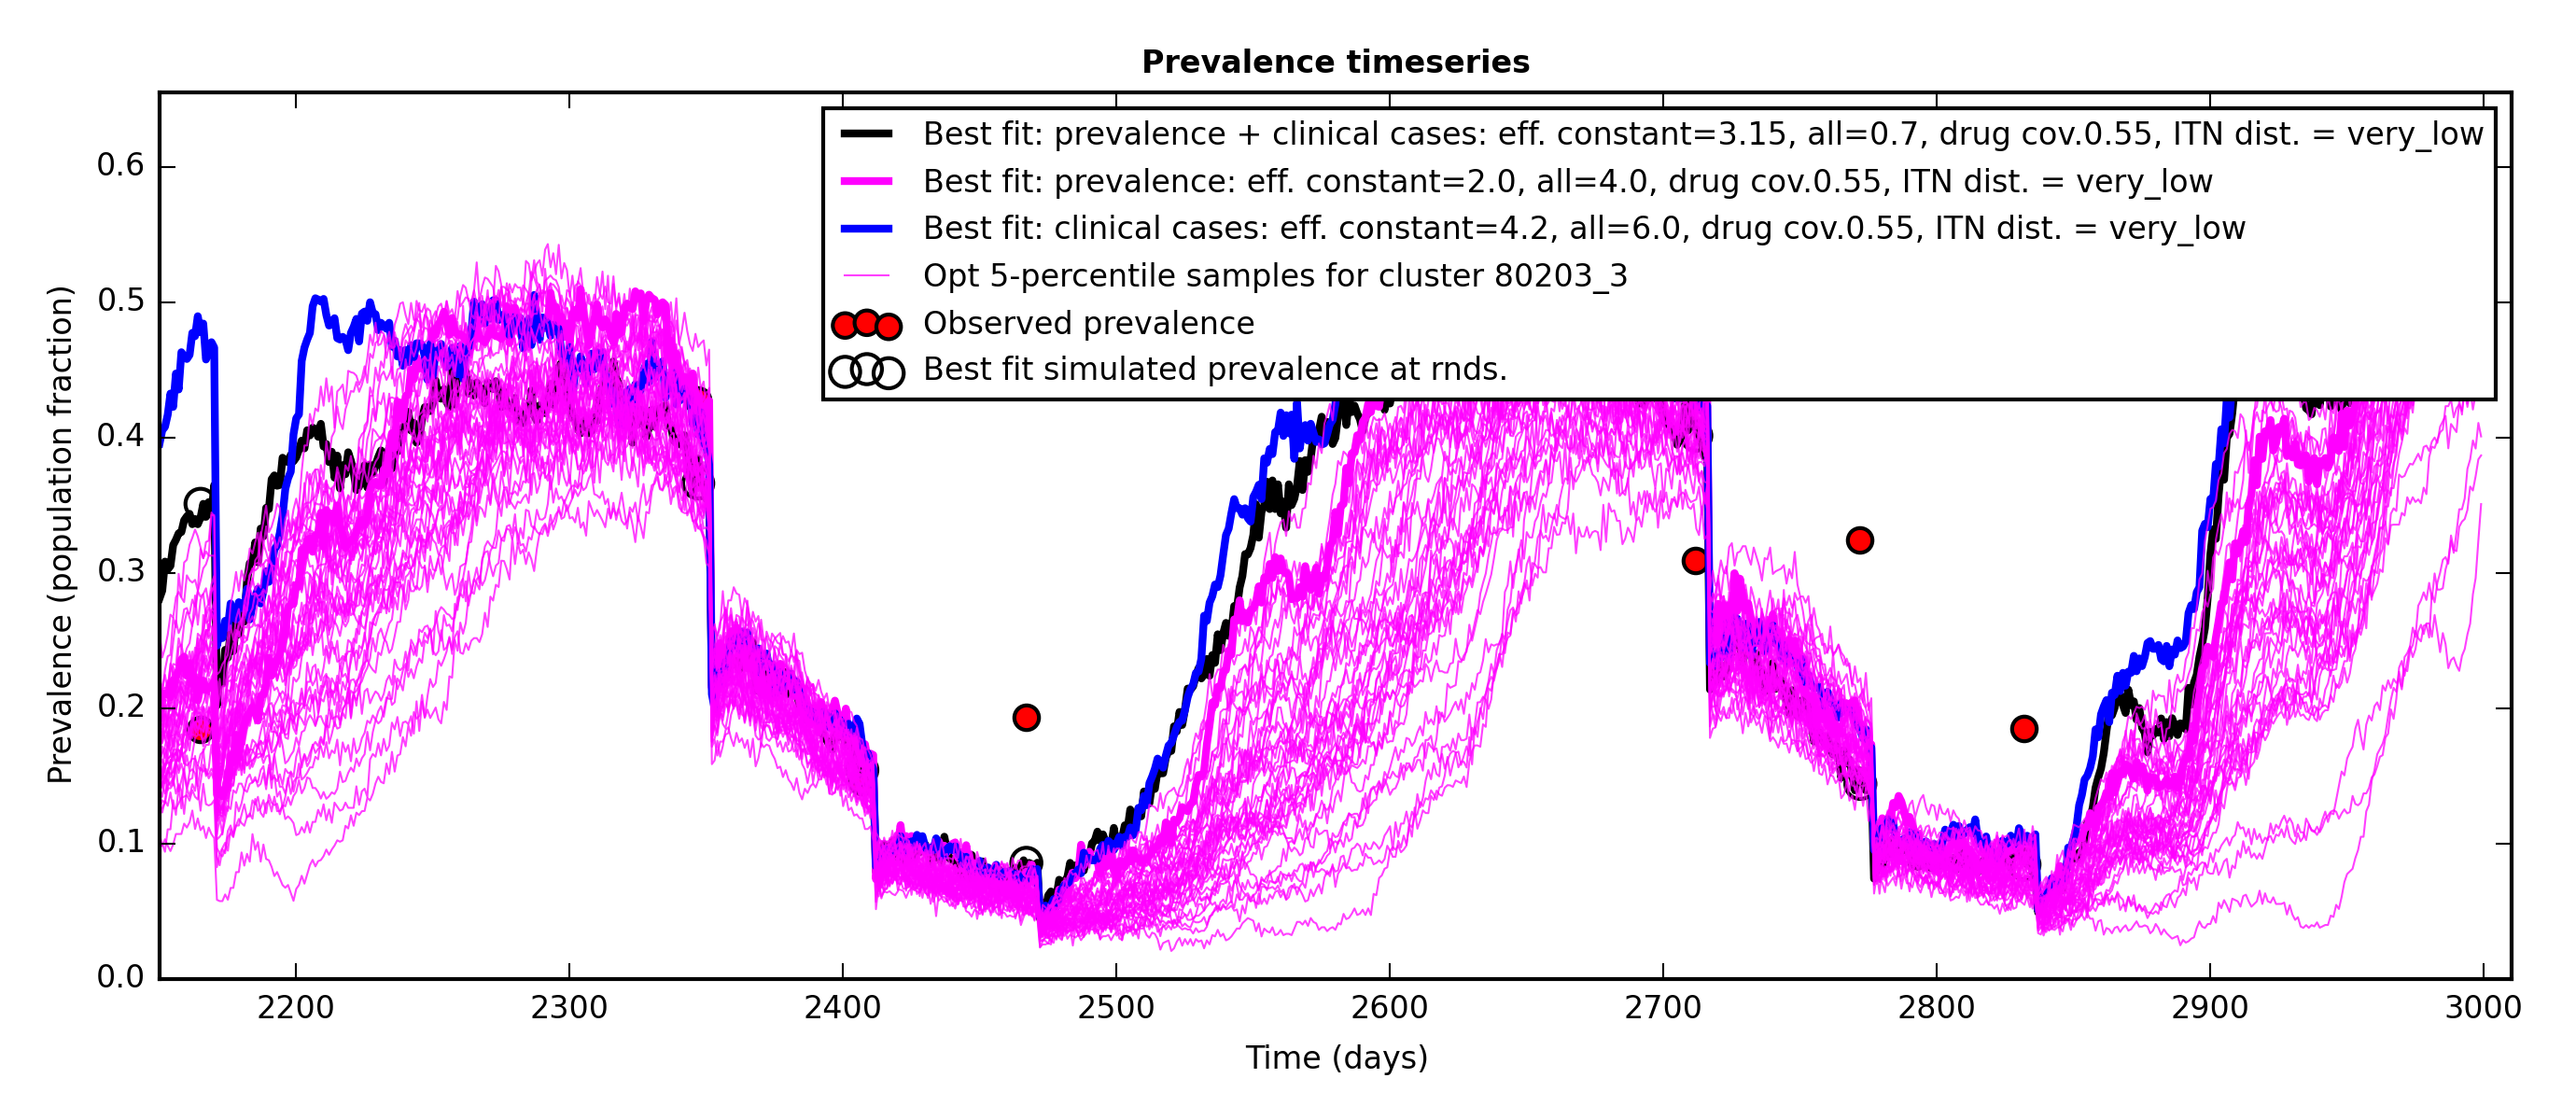 Prevalence timeseries
Best fit: prevalence + clinical cases: eff. constant=3.15, all=0.7, drug cov.0.55, ITN dist. = very_low
Best fit: prevalence: eff. constant=2.0, all=4.0, drug cov.0.55, ITN dist. = very_low
Best fit: clinical cases: eff. constant=4.2, all=6.0, drug cov.0.55, ITN dist. = very_low
Opt 5-percentile samples for cluster 80203_3
Observed prevalence
Best fit simulated prevalence at rnds.
Prevalence (population fraction)
0.6
0.5
0.4
0.3
0.2
0.1
0.0
2200 2300 2400 2500 2600 2700 2800 2900 3000
Time (days)